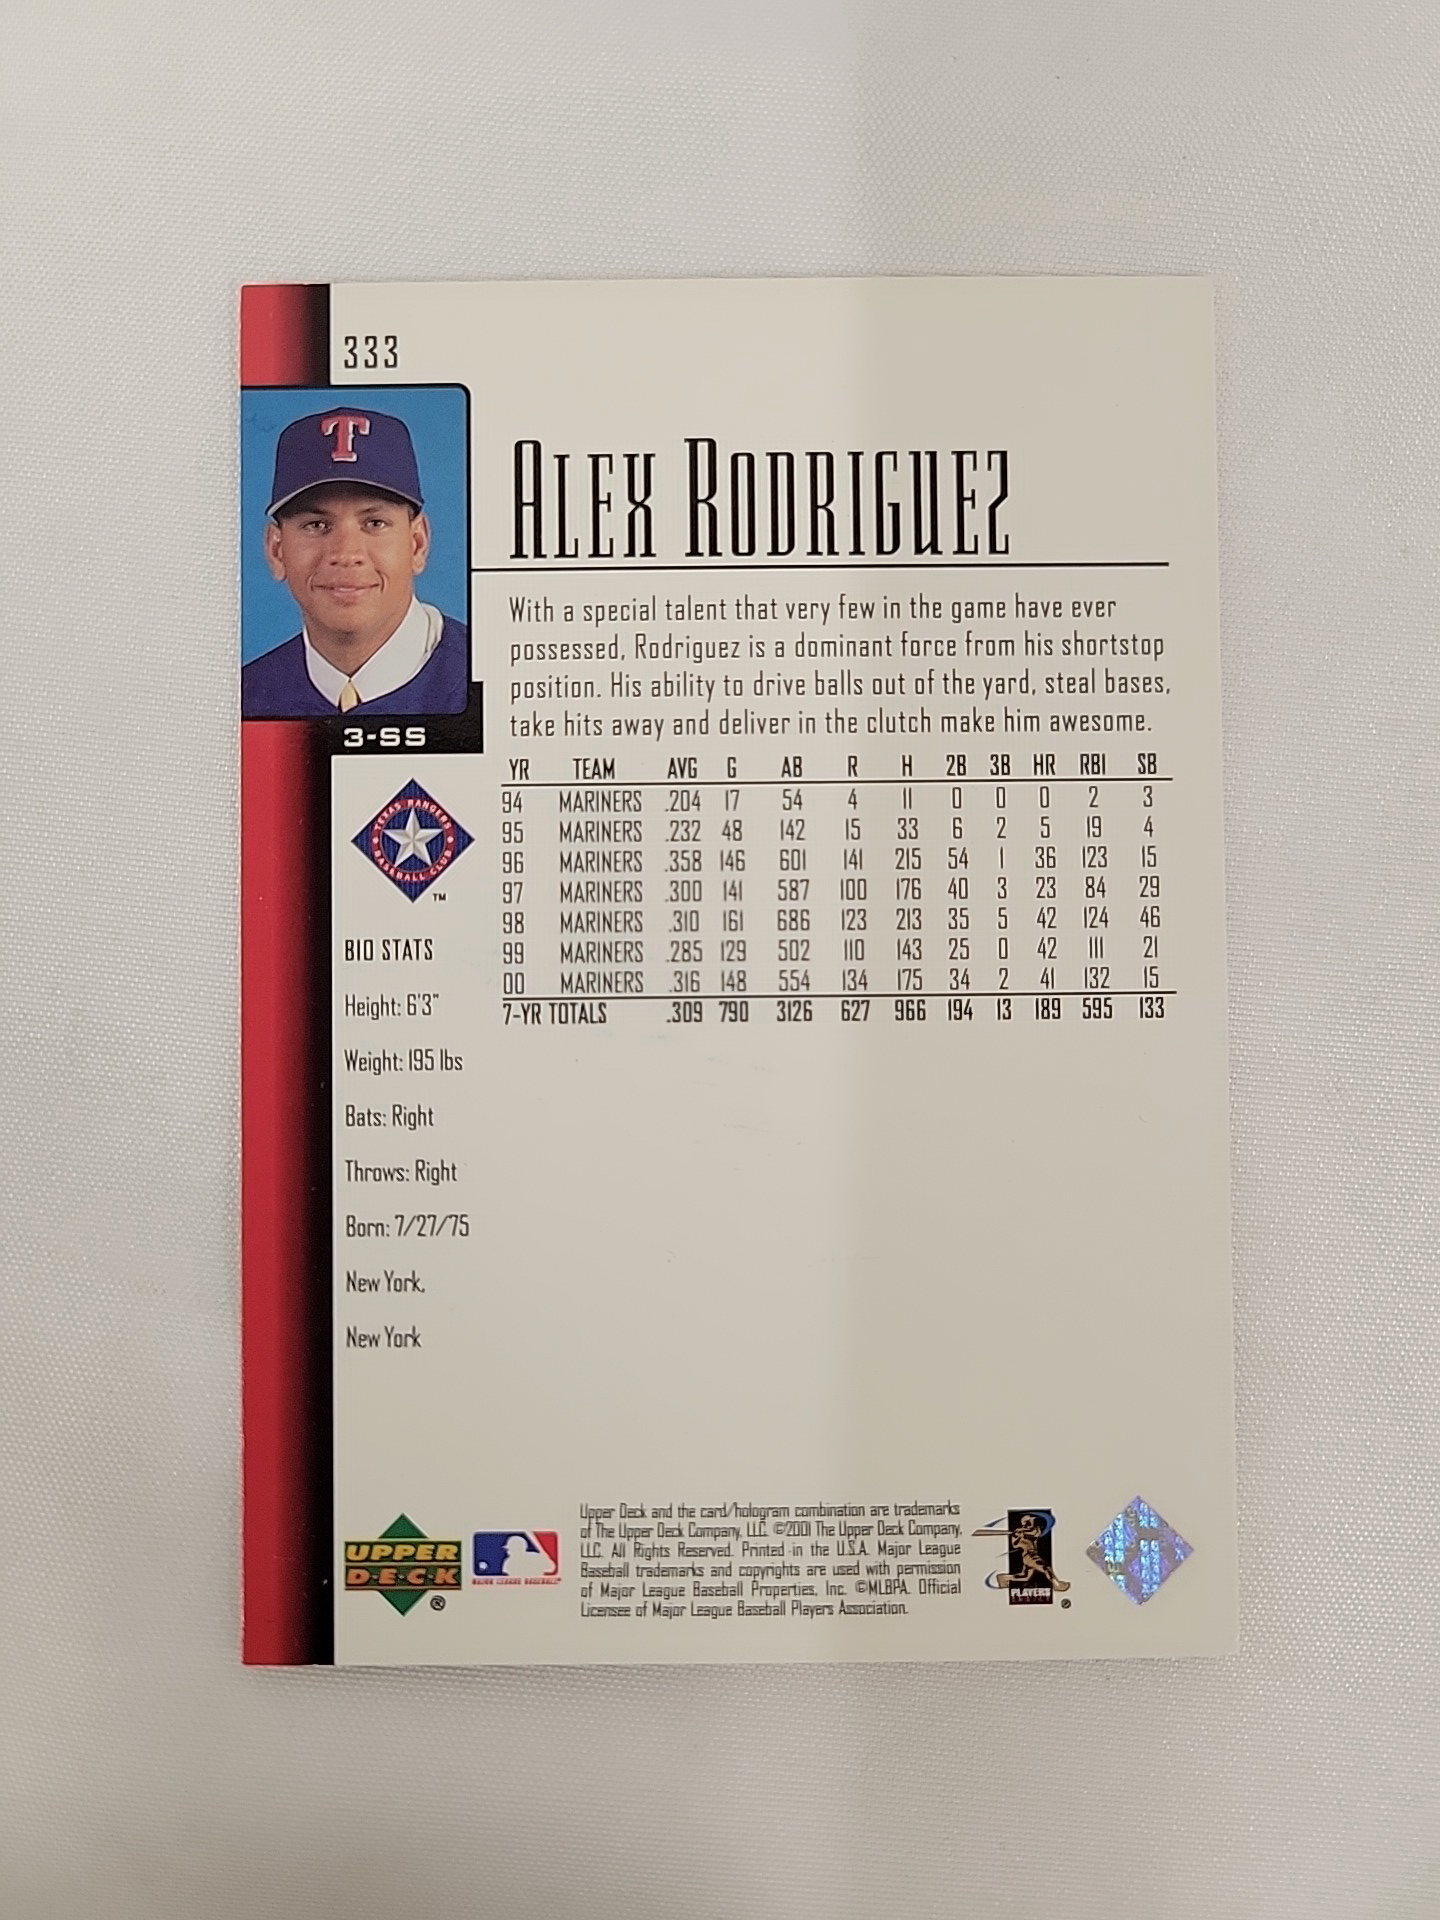 333
T
ALEX RODRIGUEZ
With a special talent that very few in the game have ever
possessed, Rodriguez is a dominant force from his shortstop
position. His ability to drive balls out of the yard, steal bases,
take hits away and deliver in the clutch make him awesome.
3-SS
YR TEAM AVG G AB R H 2B 3B HR RBI SB
94 MARINERS .204 17 54 4 11 0 0 0 2 3
95 MARINERS .232 48 142 15 33 6 2 5 19 4
96 MARINERS .358 146 601 141 215 54 1 36 123 15
97 MARINERS .300 141 587 100 176 40 3 23 84 29
98 MARINERS .310 161 686 123 213 35 5 42 124 46
99 MARINERS .285 129 502 110 143 25 0 42 111 21
00 MARINERS .316 148 554 134 175 34 2 41 132 15
7-YR TOTALS .309 790 3126 627 966 194 13 189 595 133
TEXAS RANGERS
BASEBALL CLUB
TM
BIO STATS
Height: 6'3"
Weight: 195 lbs
Bats: Right
Throws: Right
Born: 7/27/75
New York,
New York
UPPER
D·E·C·K
®
MAJOR LEAGUE BASEBALL
Upper Deck and the card/hologram combination are trademarks
of The Upper Deck Company, LLC. ©2001 The Upper Deck Company,
LLC. All Rights Reserved. Printed in the U.S.A. Major League
Baseball trademarks and copyrights are used with permission
of Major League Baseball Properties, Inc. ©MLBPA. Official
Licensee of Major League Baseball Players Association.
PLAYERS
®